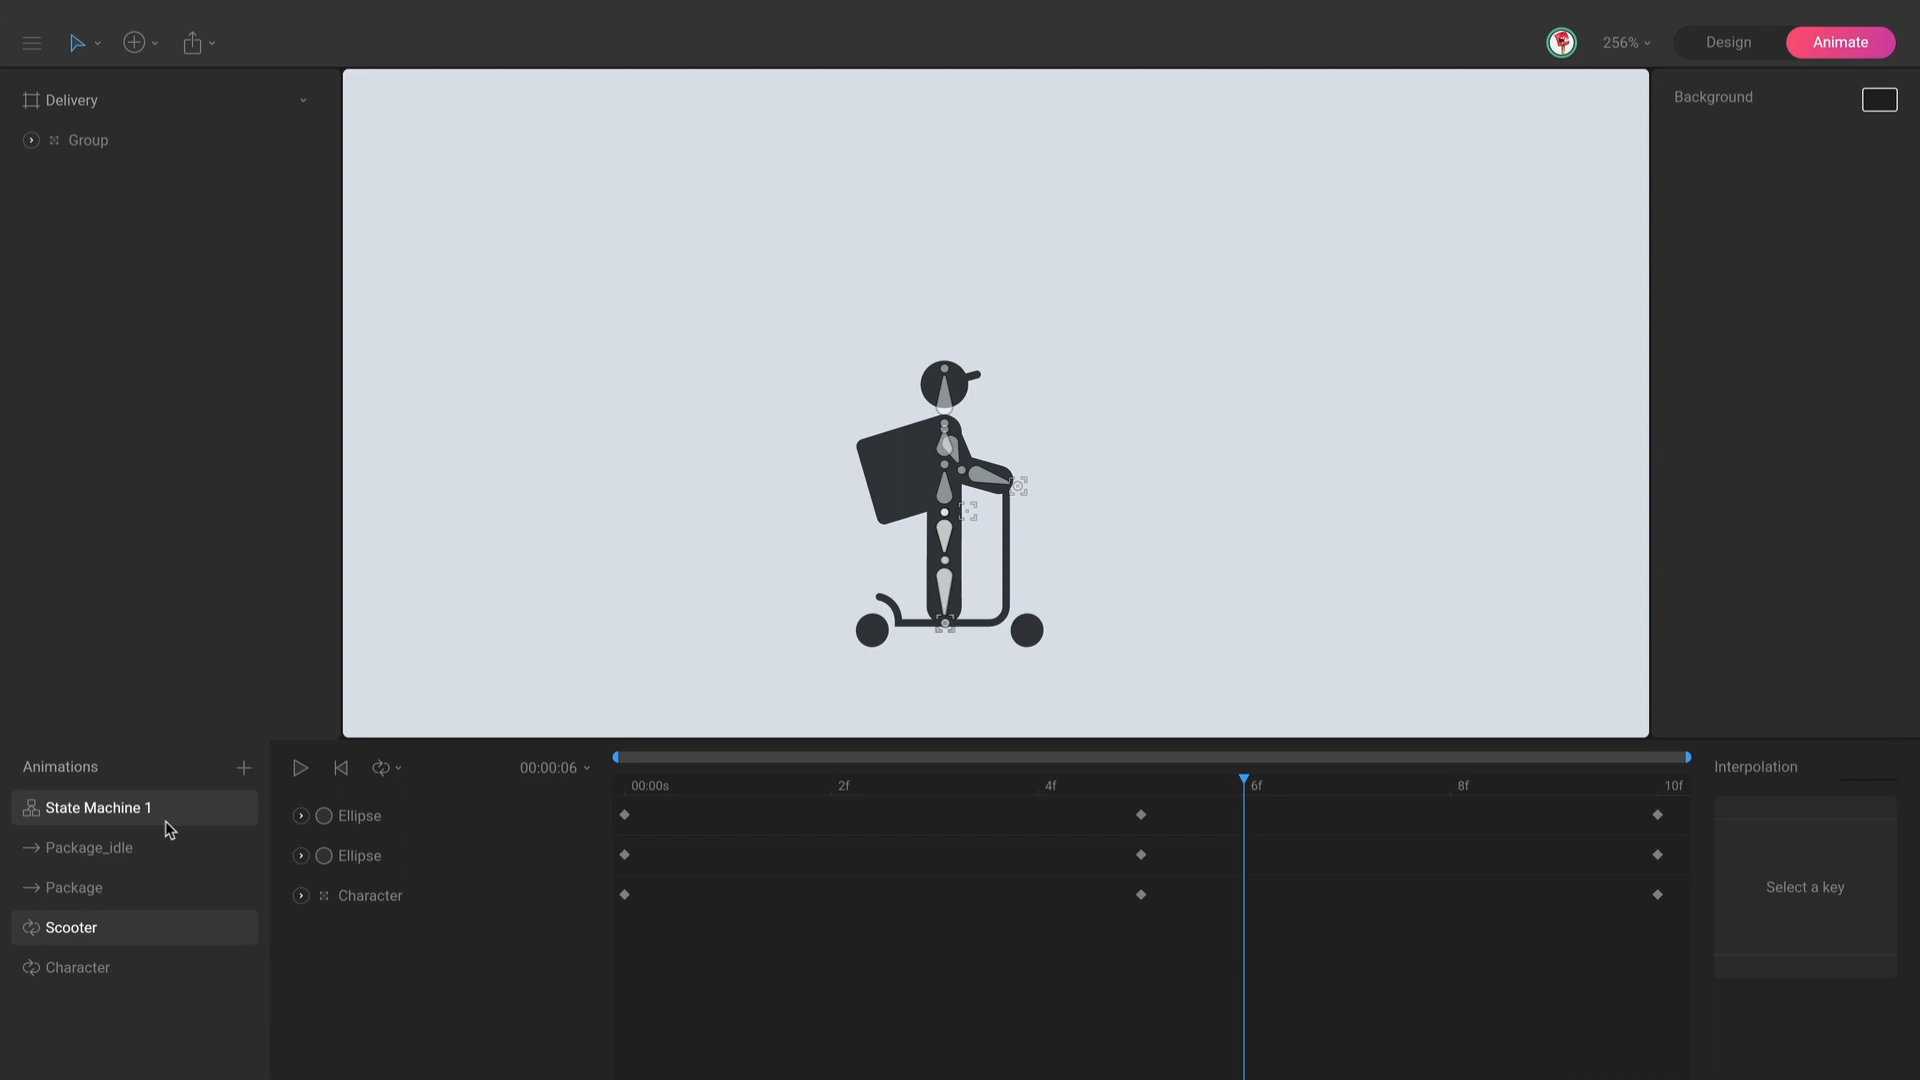 256%
Design
Animate
Delivery
Group
Background
Animations
State Machine 1
Package_idle
Package
Scooter
Character
00:00:06
00:00s
2f
4f
6f
8f
10f
Ellipse
Ellipse
Character
Interpolation
Select a key